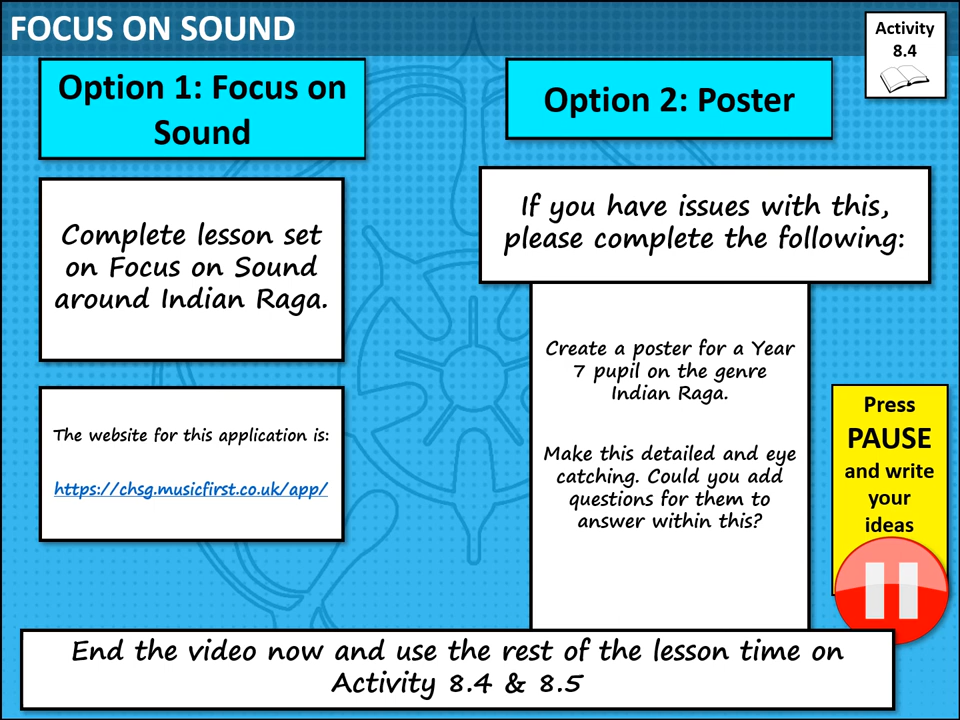 FOCUS ON SOUND
Activity
8.4
Option 1: Focus on
Sound
Complete lesson set
on Focus on Sound
around Indian Raga.
The website for this application is:
https://chsg.musicfirst.co.uk/app/
Option 2: Poster
If you have issues with this,
please complete the following:
Create a poster for a Year
7 pupil on the genre
Indian Raga.
Make this detailed and eye
catching. Could you add
questions for them to
answer within this?
Press
PAUSE
and write
your
ideas
End the video now and use the rest of the lesson time on
Activity 8.4 & 8.5